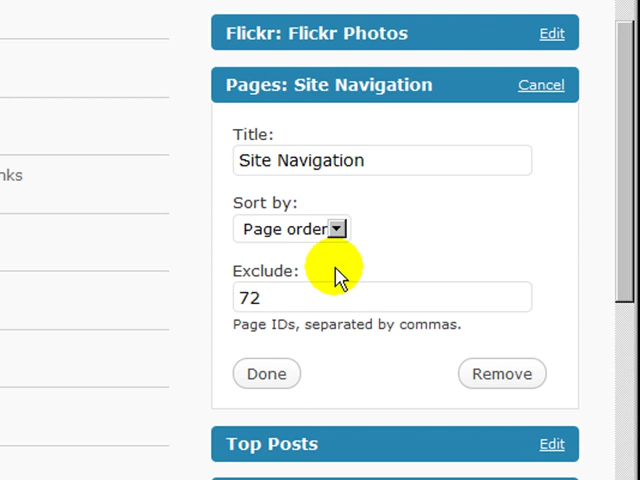 Flickr: Flickr Photos Edit
Pages: Site Navigation Cancel
Title:
Site Navigation
nks
Sort by:
Page order
Exclude:
72
Page IDs, separated by commas.
Done Remove
Top Posts Edit